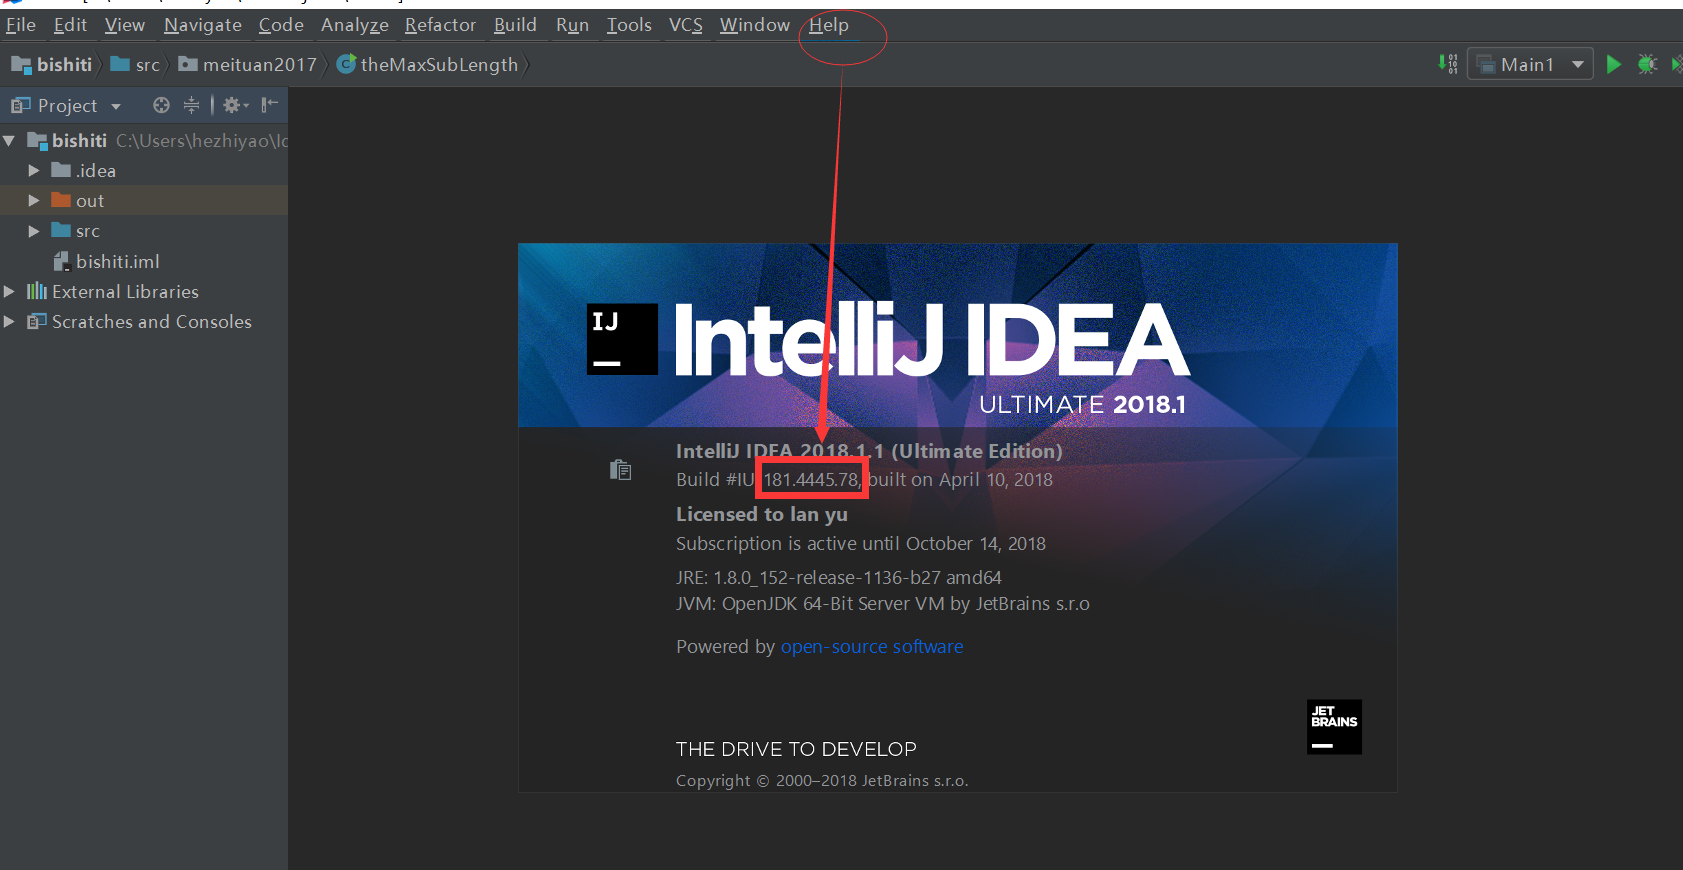 File Edit View Navigate Code Analyze Refactor Build Run Tools VCS Window Help
bishiti src meituan2017 theMaxSubLength
Main1
Project
bishiti C:\Users\hezhiyao\Ic
.idea
out
src
bishiti.iml
External Libraries
Scratches and Consoles
IJ
IntelliJ IDEA
ULTIMATE 2018.1
IntelliJ IDEA 2018.1.1 (Ultimate Edition)
Build #IU-181.4445.78, built on April 10, 2018
Licensed to lan yu
Subscription is active until October 14, 2018
JRE: 1.8.0_152-release-1136-b27 amd64
JVM: OpenJDK 64-Bit Server VM by JetBrains s.r.o
Powered by open-source software
JET
BRAINS
THE DRIVE TO DEVELOP
Copyright © 2000–2018 JetBrains s.r.o.